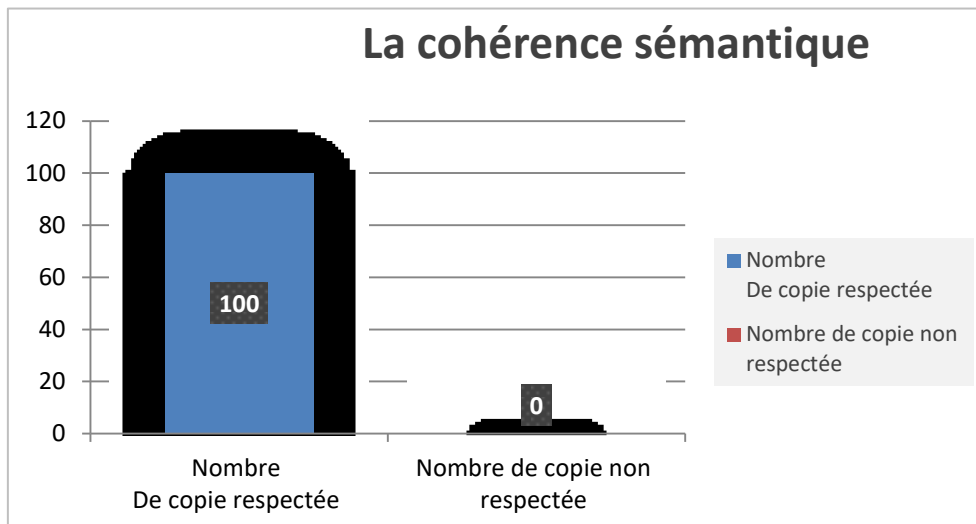 La cohérence sémantique
120
100
80
60
40
20
0
100
0
Nombre
De copie respectée
Nombre de copie non
respectée
Nombre
De copie respectée
Nombre de copie non
respectée